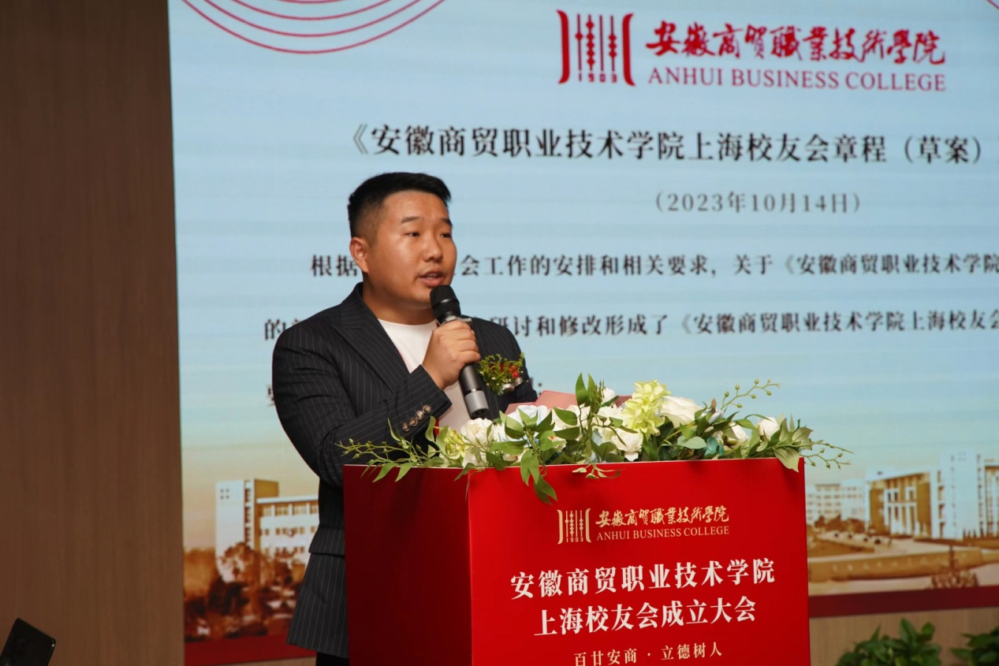 1903
安徽商贸職業技術學院
ANHUI BUSINESS COLLEGE
《安徽商贸职业技术学院上海校友会章程（草案）
（2023年10月14日）
根据 会工作的安排和相关要求，关于《安徽商贸职业技术学院
的 研讨和修改形成了《安徽商贸职业技术学院上海校友会
1903
安徽商贸職業技術學院
ANHUI BUSINESS COLLEGE
安徽商贸职业技术学院
上海校友会成立大会
百廿安商·立德树人